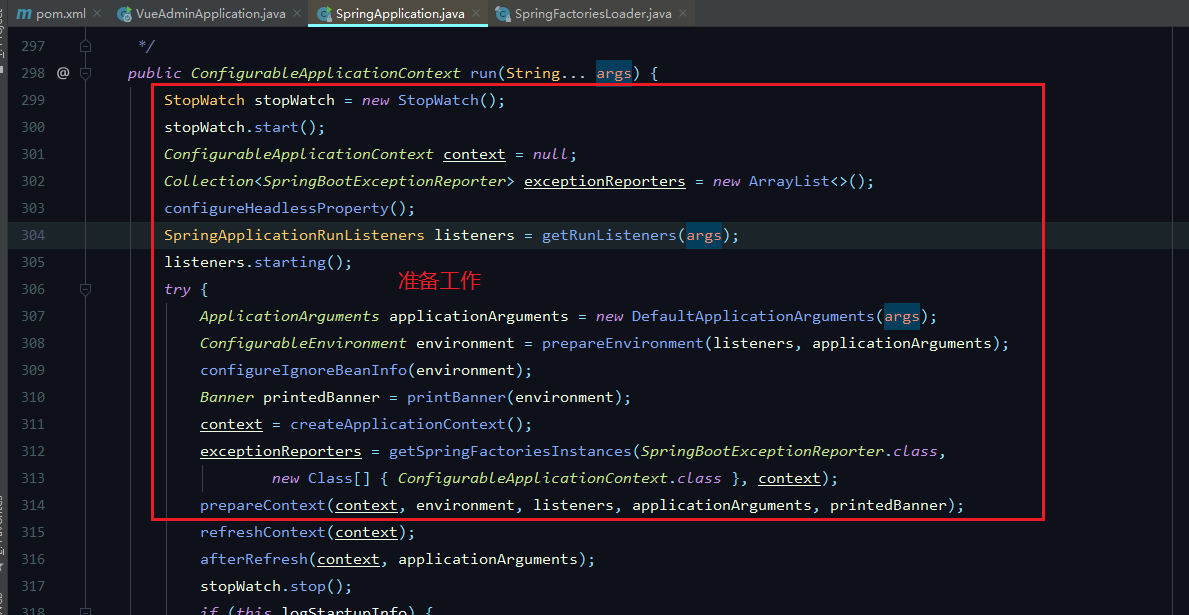 pom.xml VueAdminApplication.java SpringApplication.java SpringFactoriesLoader.java
297 */
298 @ public ConfigurableApplicationContext run(String... args) {
299 StopWatch stopWatch = new StopWatch();
300 stopWatch.start();
301 ConfigurableApplicationContext context = null;
302 Collection<SpringBootExceptionReporter> exceptionReporters = new ArrayList<>();
303 configureHeadlessProperty();
304 SpringApplicationRunListeners listeners = getRunListeners(args);
305 listeners.starting();
准备工作
306 try {
307 ApplicationArguments applicationArguments = new DefaultApplicationArguments(args);
308 ConfigurableEnvironment environment = prepareEnvironment(listeners, applicationArguments);
309 configureIgnoreBeanInfo(environment);
310 Banner printedBanner = printBanner(environment);
311 context = createApplicationContext();
312 exceptionReporters = getSpringFactoriesInstances(SpringBootExceptionReporter.class,
313 new Class[] { ConfigurableApplicationContext.class }, context);
314 prepareContext(context, environment, listeners, applicationArguments, printedBanner);
315 refreshContext(context);
316 afterRefresh(context, applicationArguments);
317 stopWatch.stop();
318 if (this.logStartupInfo) {